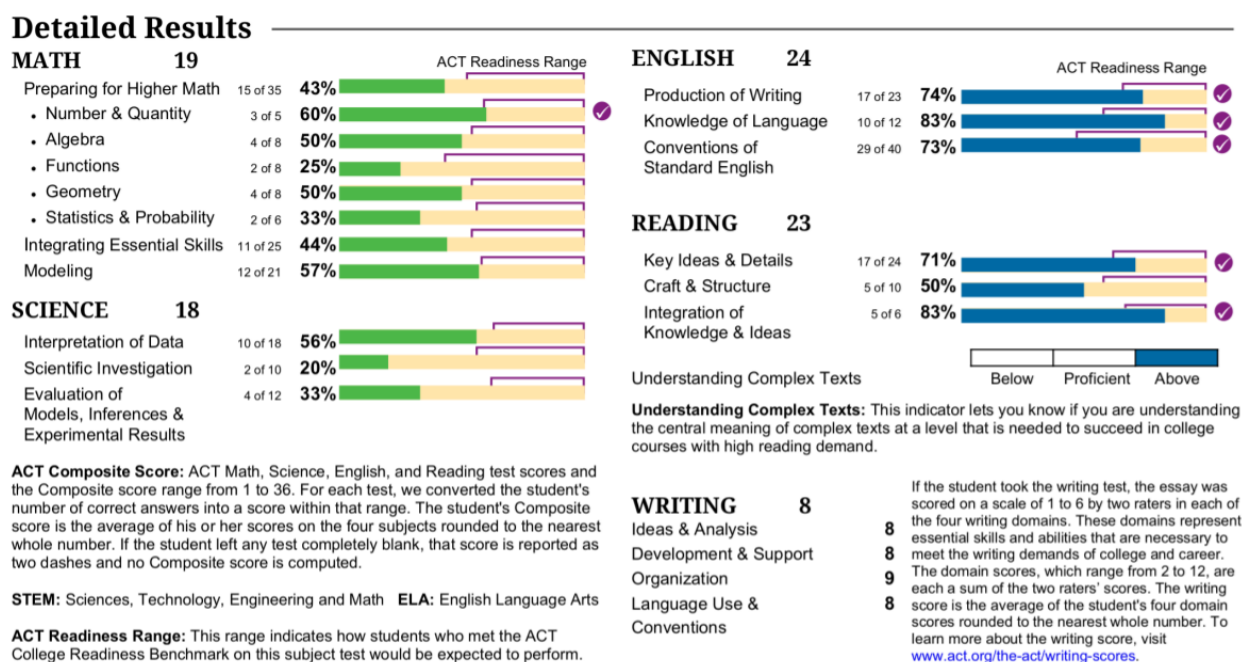 Detailed Results
MATH 19
ACT Readiness Range
Preparing for Higher Math 15 of 35 43%
• Number & Quantity 3 of 5 60%
• Algebra 4 of 8 50%
• Functions 2 of 8 25%
• Geometry 4 of 8 50%
• Statistics & Probability 2 of 6 33%
Integrating Essential Skills 11 of 25 44%
Modeling 12 of 21 57%
SCIENCE 18
Interpretation of Data 10 of 18 56%
Scientific Investigation 2 of 10 20%
Evaluation of 4 of 12 33%
Models, Inferences &
Experimental Results
ACT Composite Score: ACT Math, Science, English, and Reading test scores and
the Composite score range from 1 to 36. For each test, we converted the student's
number of correct answers into a score within that range. The student's Composite
score is the average of his or her scores on the four subjects rounded to the nearest
whole number. If the student left any test completely blank, that score is reported as
two dashes and no Composite score is computed.
STEM: Sciences, Technology, Engineering and Math ELA: English Language Arts
ACT Readiness Range: This range indicates how students who met the ACT
College Readiness Benchmark on this subject test would be expected to perform.
ENGLISH 24
ACT Readiness Range
Production of Writing 17 of 23 74%
Knowledge of Language 10 of 12 83%
Conventions of 29 of 40 73%
Standard English
READING 23
Key Ideas & Details 17 of 24 71%
Craft & Structure 5 of 10 50%
Integration of 5 of 6 83%
Knowledge & Ideas
Understanding Complex Texts Below Proficient Above
Understanding Complex Texts: This indicator lets you know if you are understanding
the central meaning of complex texts at a level that is needed to succeed in college
courses with high reading demand.
WRITING 8
Ideas & Analysis 8
Development & Support 8
Organization 9
Language Use & 8
Conventions
If the student took the writing test, the essay was
scored on a scale of 1 to 6 by two raters in each of
the four writing domains. These domains represent
essential skills and abilities that are necessary to
meet the writing demands of college and career.
The domain scores, which range from 2 to 12, are
each a sum of the two raters' scores. The writing
score is the average of the student's four domain
scores rounded to the nearest whole number. To
learn more about the writing score, visit
www.act.org/the-act/writing-scores.